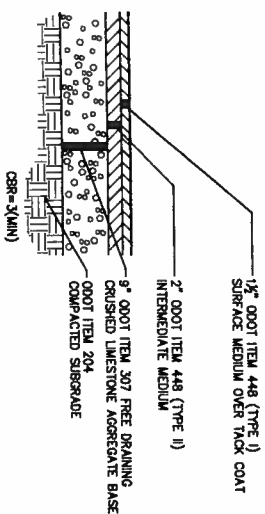 1½" ODOT ITEM 448 (TYPE I)
SURFACE MEDIUM OVER TACK COAT
2" ODOT ITEM 448 (TYPE II)
INTERMEDIATE MEDIUM
9" ODOT ITEM 307 FREE DRAINING
CRUSHED LIMESTONE AGGREGATE BASE
ODOT ITEM 204
COMPACTED SUBGRADE
CBR=3(MIN)